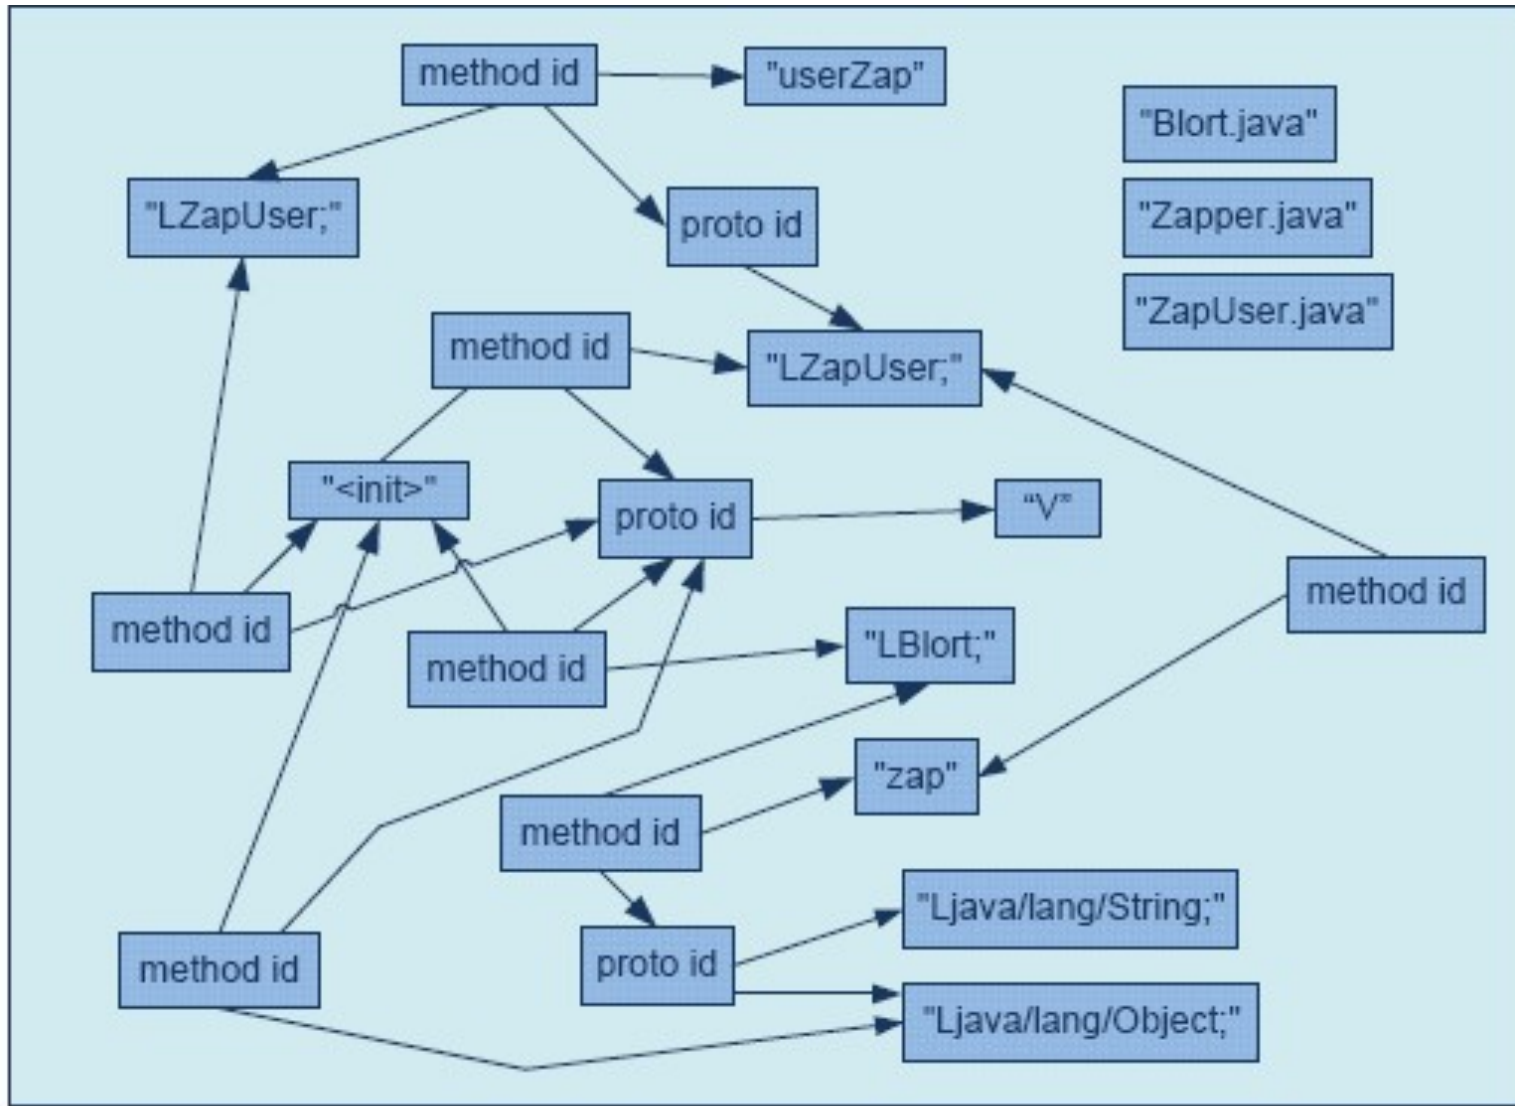 method id
"userZap"
"Blort.java"
"LZapUser;"
"Zapper.java"
proto id
"ZapUser.java"
method id
"LZapUser;"
"<init>"
proto id
“V”
method id
method id
"LBlort;"
method id
"zap"
method id
"Ljava/lang/String;"
method id
proto id
"Ljava/lang/Object;"